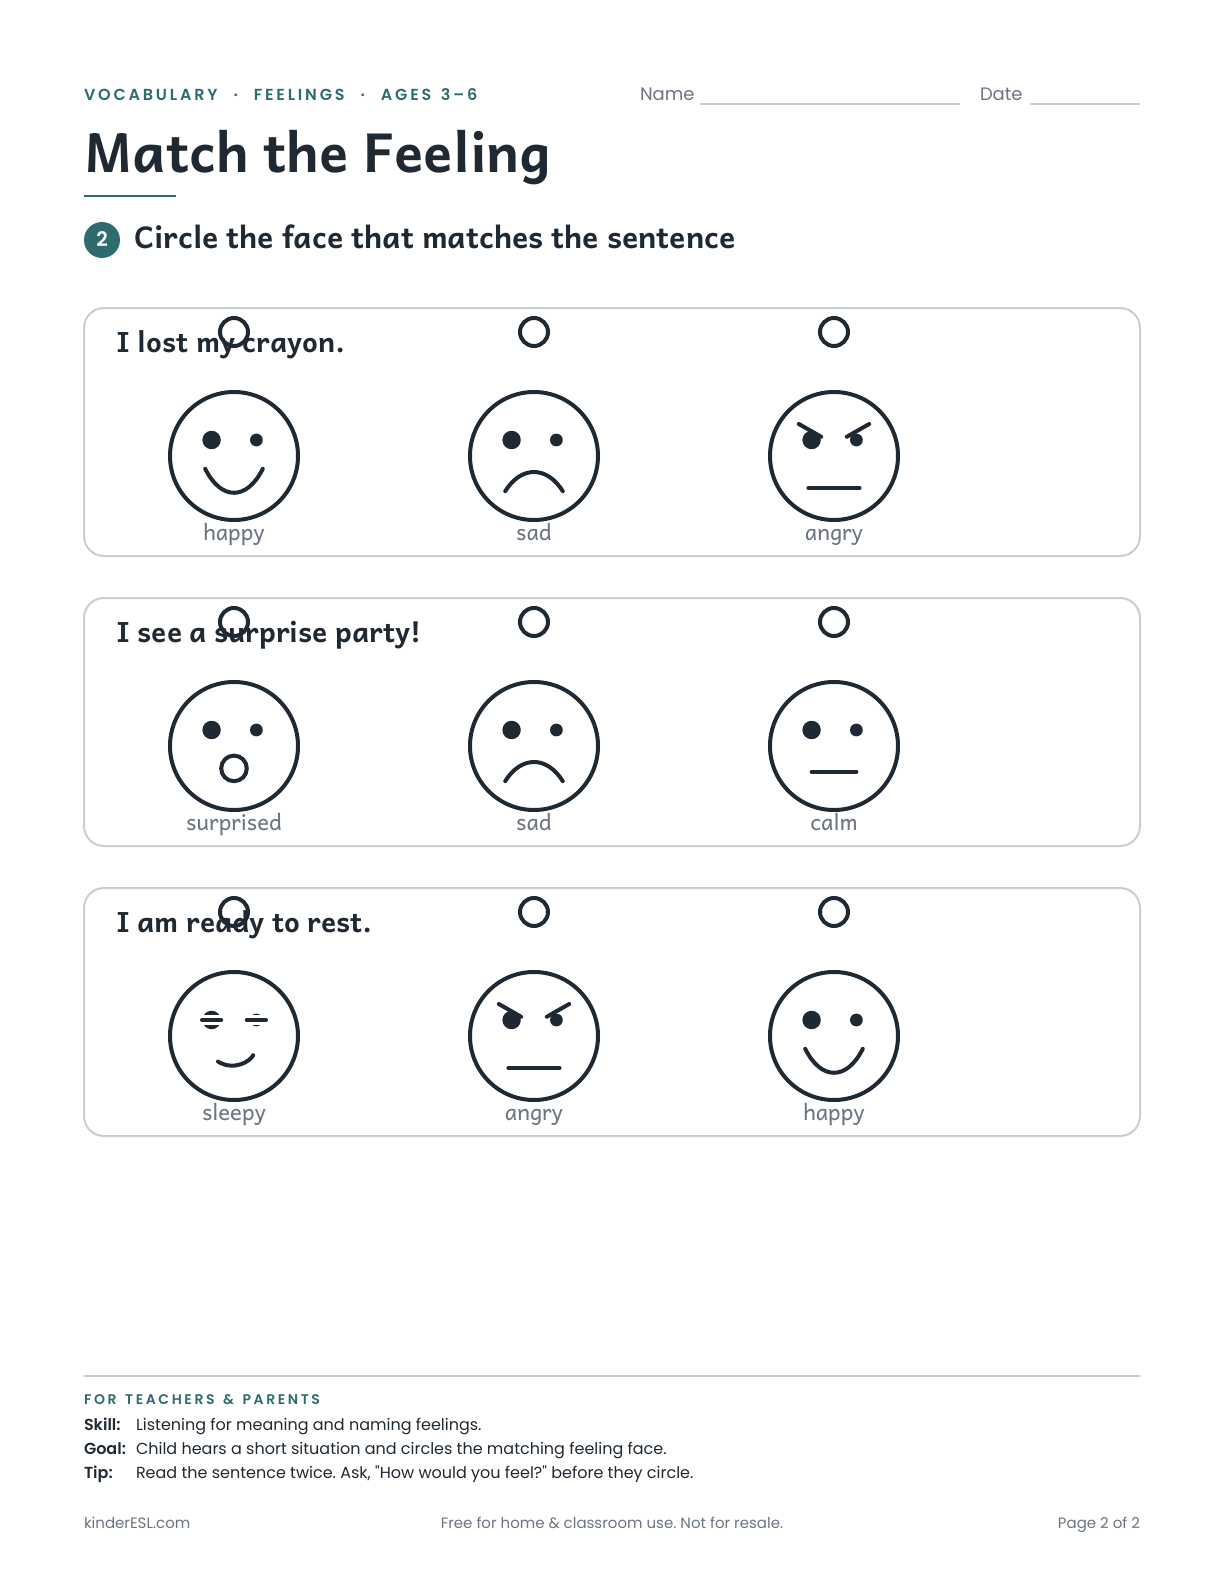 VOCABULARY · FEELINGS · AGES 3–6
Name
Date
Match the Feeling
2 Circle the face that matches the sentence
I lost my crayon.
happy sad angry
I see a surprise party!
surprised sad calm
I am ready to rest.
sleepy angry happy
FOR TEACHERS & PARENTS
Skill: Listening for meaning and naming feelings.
Goal: Child hears a short situation and circles the matching feeling face.
Tip: Read the sentence twice. Ask, "How would you feel?" before they circle.
kinderESL.com Free for home & classroom use. Not for resale. Page 2 of 2